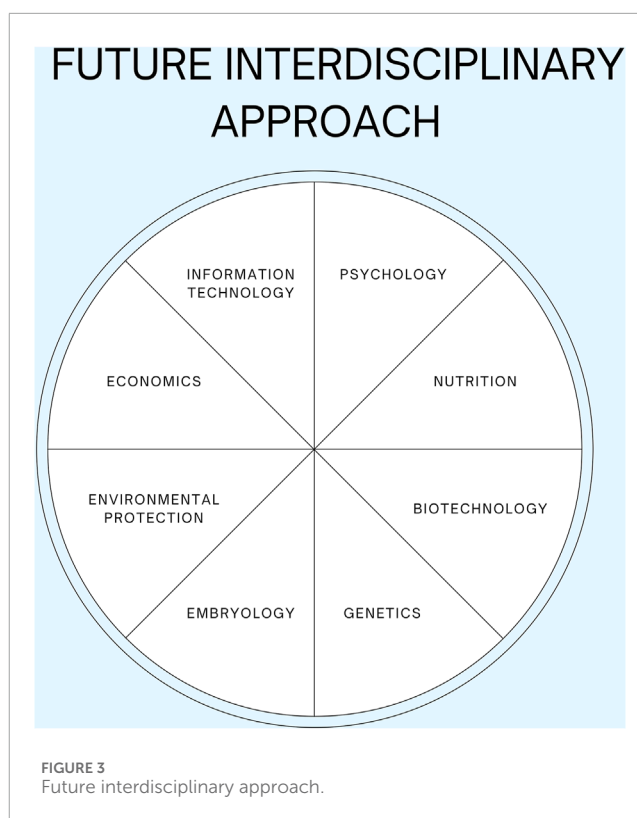 FUTURE INTERDISCIPLINARY
APPROACH
INFORMATION
TECHNOLOGY
PSYCHOLOGY
ECONOMICS
NUTRITION
ENVIRONMENTAL
PROTECTION
BIOTECHNOLOGY
EMBRYOLOGY
GENETICS
FIGURE 3
Future interdisciplinary approach.